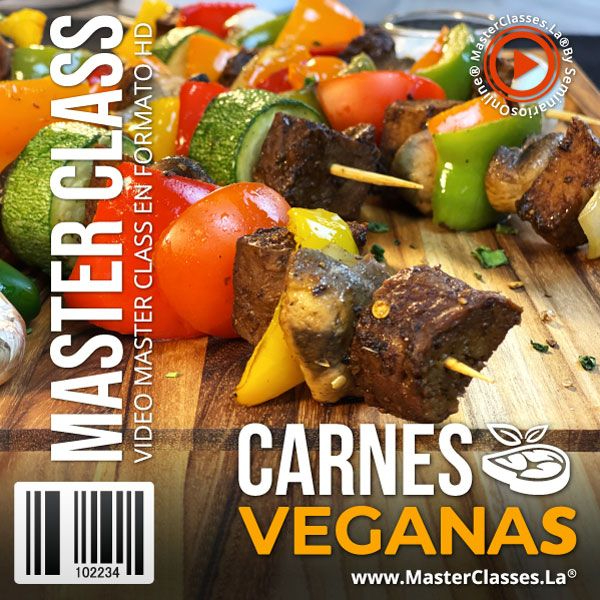 MASTER CLASS
VIDEO MASTER CLASS EN FORMATO HD
MasterClasses.La® By SeminariosOnline®
CARNES
VEGANAS
102234
www.MasterClasses.La®